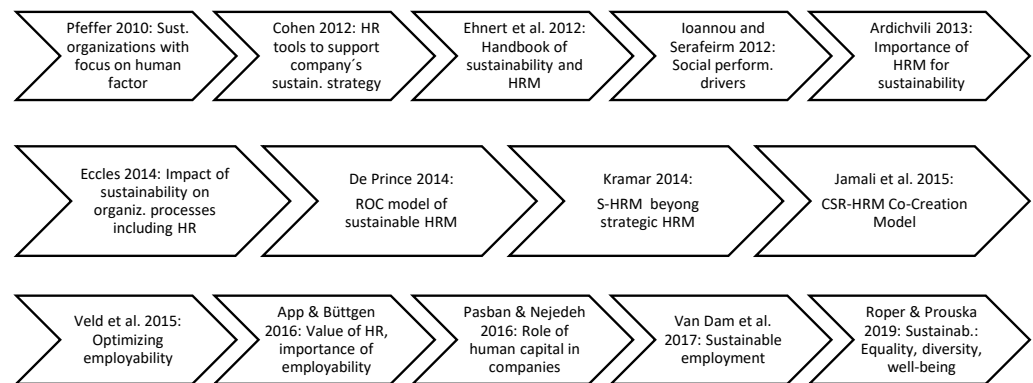 Pfeffer 2010: Sust.
organizations with
focus on human
factor
Cohen 2012: HR
tools to support
company´s
sustain. strategy
Ehnert et al. 2012:
Handbook of
sustainability and
HRM
Ioannou and
Serafeirm 2012:
Social perform.
drivers
Ardichvili 2013:
Importance of
HRM for
sustainability
Eccles 2014: Impact of
sustainability on
organiz. processes
including HR
De Prince 2014:
ROC model of
sustainable HRM
Kramar 2014:
S-HRM beyong
strategic HRM
Jamali et al. 2015:
CSR-HRM Co-Creation
Model
Veld et al. 2015:
Optimizing
employability
App & Büttgen
2016: Value of HR,
importance of
employability
Pasban & Nejedeh
2016: Role of
human capital in
companies
Van Dam et al.
2017: Sustainable
employment
Roper & Prouska
2019: Sustainab.:
Equality, diversity,
well-being